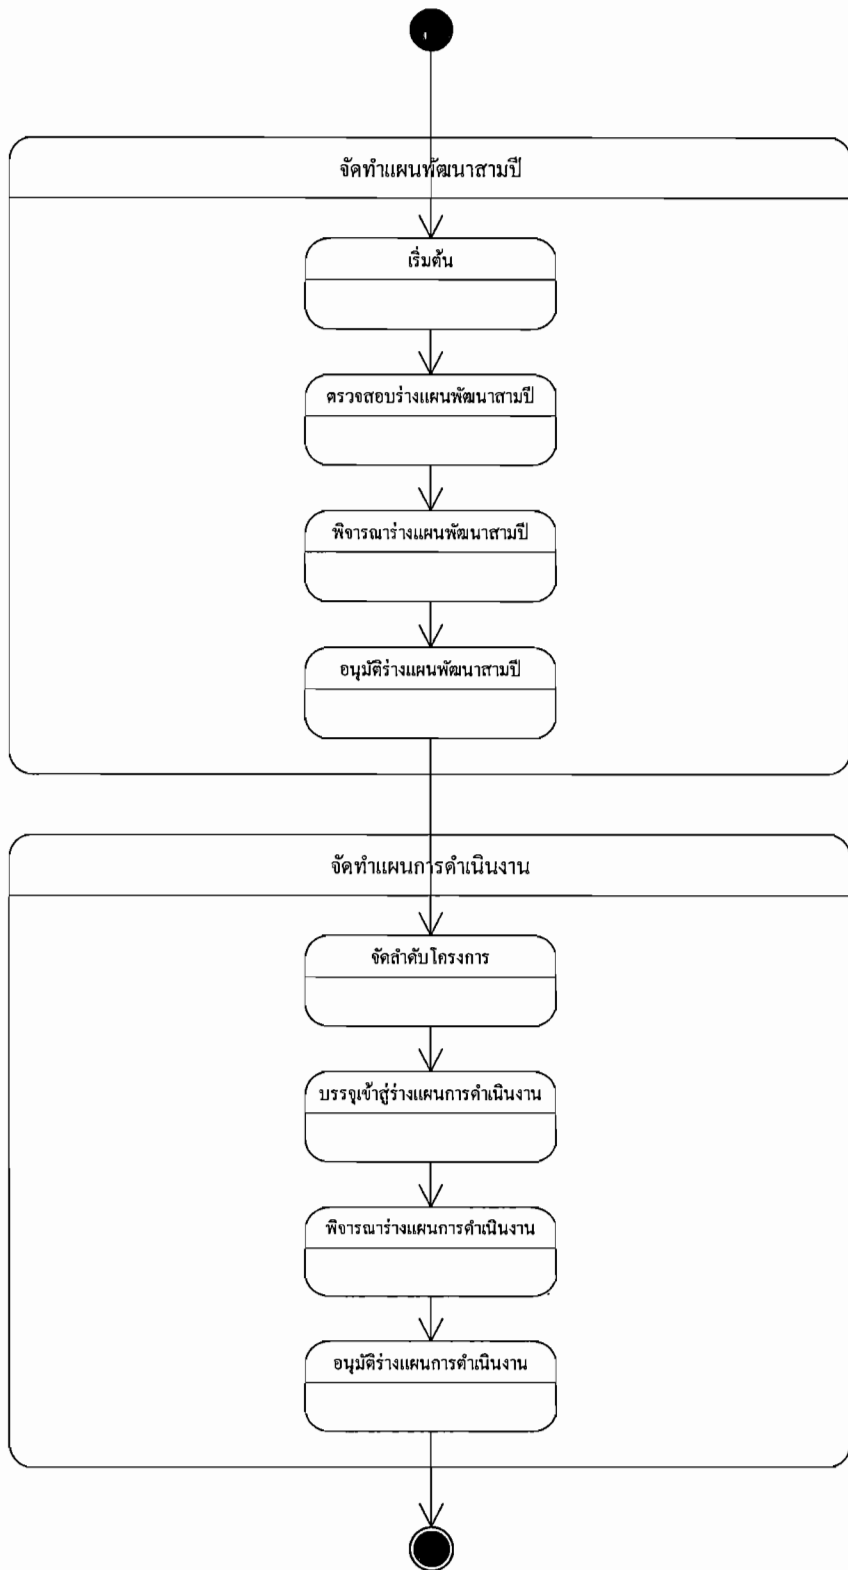 จัดทำแผนพัฒนาสามปี
เริ่มต้น
ตรวจสอบร่างแผนพัฒนาสามปี
พิจารณาร่างแผนพัฒนาสามปี
อนุมัติร่างแผนพัฒนาสามปี
จัดทำแผนการดำเนินงาน
จัดลำดับโครงการ
บรรจุเข้าสู่ร่างแผนการดำเนินงาน
พิจารณาร่างแผนการดำเนินงาน
อนุมัติร่างแผนการดำเนินงาน